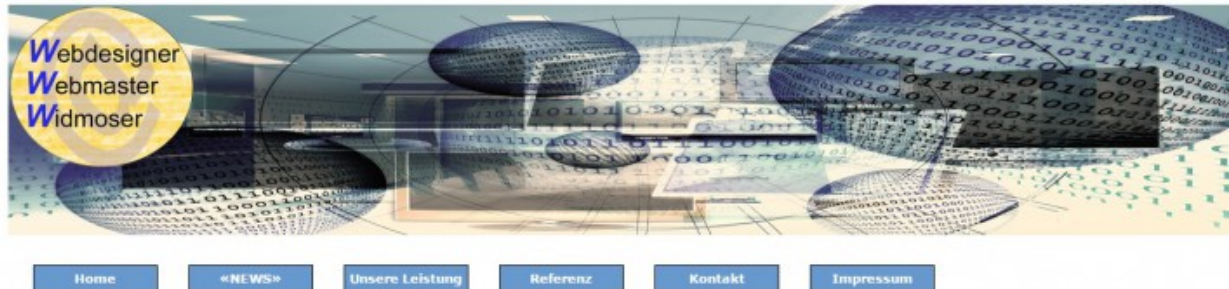 Webdesigner
Webmaster
Widmoser
Home «NEWS» Unsere Leistung Referenz Kontakt Impressum